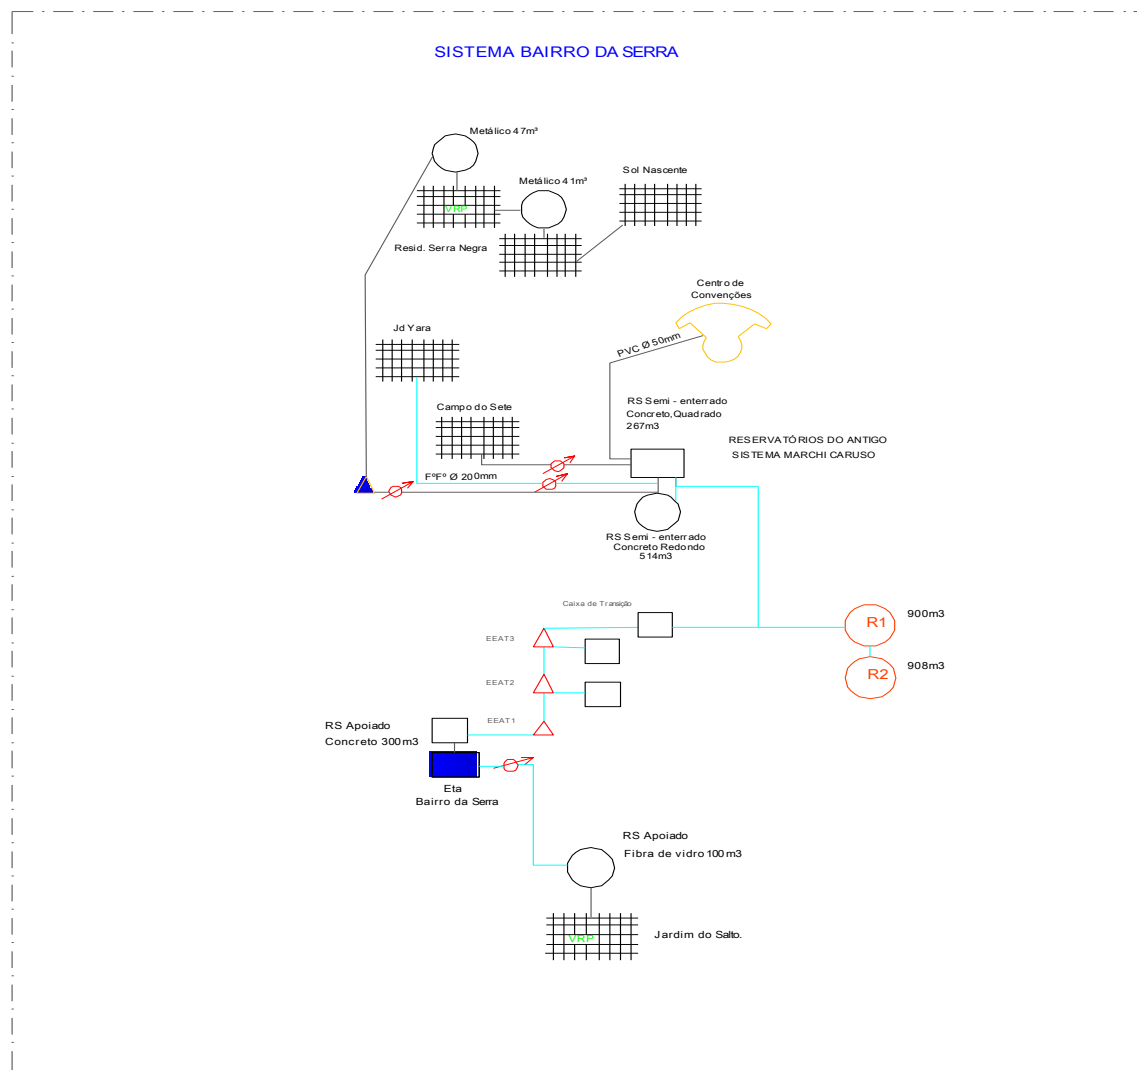 SISTEMA BAIRRO DA SERRA
Metálico 47m³
Metálico 41m³
Sol Nascente
VRP
Resid. Serra Negra
Centro de
Convenções
Jd Yara
PVC Ø 50mm
Campo do Sete
RS Semi - enterrado
Concreto,Quadrado
267m3
RESERVATÓRIOS DO ANTIGO
SISTEMA MARCHI CARUSO
FºFº Ø 200mm
RS Semi - enterrado
Concreto Redondo
514m3
Caixa de Transição
R1
900m3
EEAT3
R2
908m3
EEAT2
EEAT1
RS Apoiado
Concreto 300m3
Eta
Bairro da Serra
RS Apoiado
Fibra de vidro 100m3
VRP
Jardim do Salto.